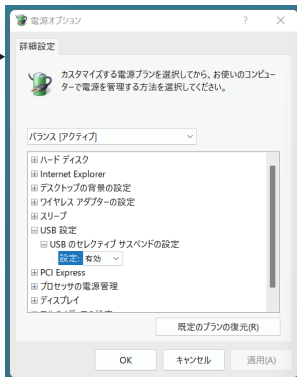 電源オプション
詳細設定
カスタマイズする電源プランを選択してから、お使いのコンピュー
ターで電源を管理する方法を選択してください。
バランス [アクティブ]
ハード ディスク
Internet Explorer
デスクトップの背景の設定
ワイヤレス アダプターの設定
スリープ
USB 設定
USB のセレクティブ サスペンドの設定
設定: 有効
PCI Express
プロセッサの電源管理
ディスプレイ
既定のプランの復元(R)
OK
キャンセル
適用(A)